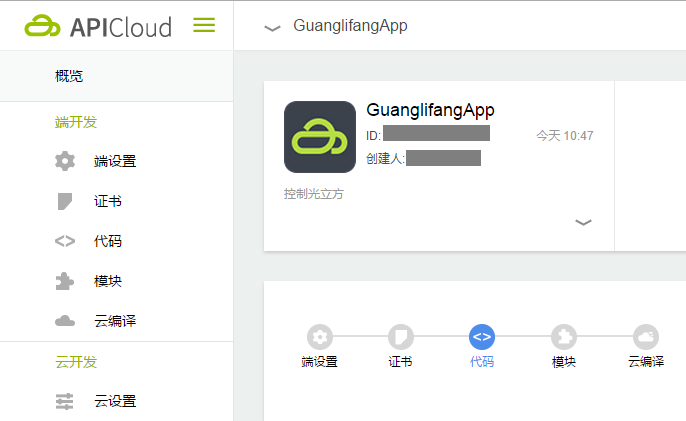 APICloud
GuanglifangApp
概览
端开发
端设置
证书
代码
模块
云编译
云开发
云设置
GuanglifangApp
ID:
今天 10:47
创建人:
控制光立方
端设置
证书
代码
模块
云编译